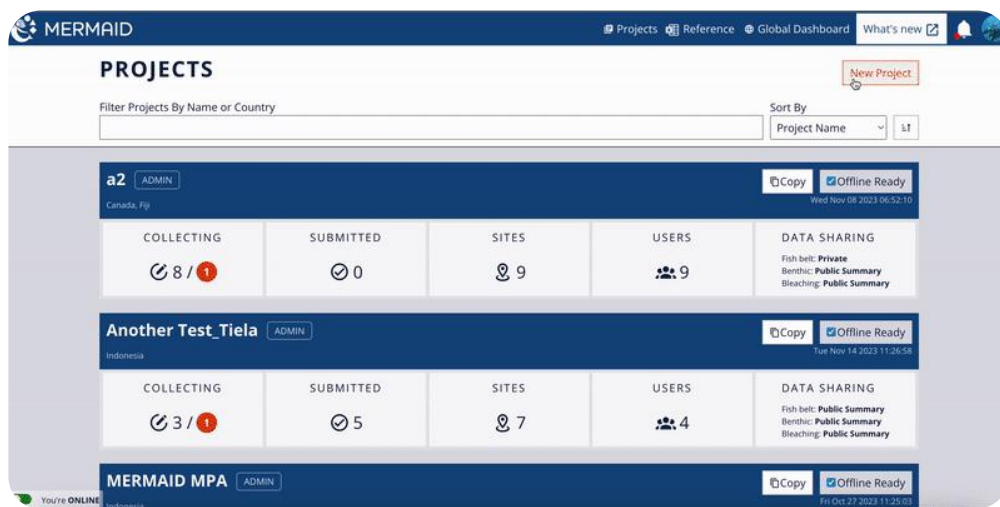 MERMAID
Projects Reference Global Dashboard What's new
PROJECTS
New Project
Filter Projects By Name or Country
Sort By
Project Name
a2 ADMIN
Copy Offline Ready
Canada, Fiji
Wed Nov 08 2023 06:52:10
COLLECTING SUBMITTED SITES USERS DATA SHARING
8 / 1 0 9 9
Fish belt: Private
Benthic: Public Summary
Bleaching: Public Summary
Another Test_Tiela ADMIN
Copy Offline Ready
Indonesia
Tue Nov 14 2023 11:26:58
COLLECTING SUBMITTED SITES USERS DATA SHARING
3 / 1 5 7 4
Fish belt: Public Summary
Benthic: Public Summary
Bleaching: Public Summary
MERMAID MPA ADMIN
Copy Offline Ready
Indonesia
Fri Oct 27 2023 11:25:03
You're ONLINE